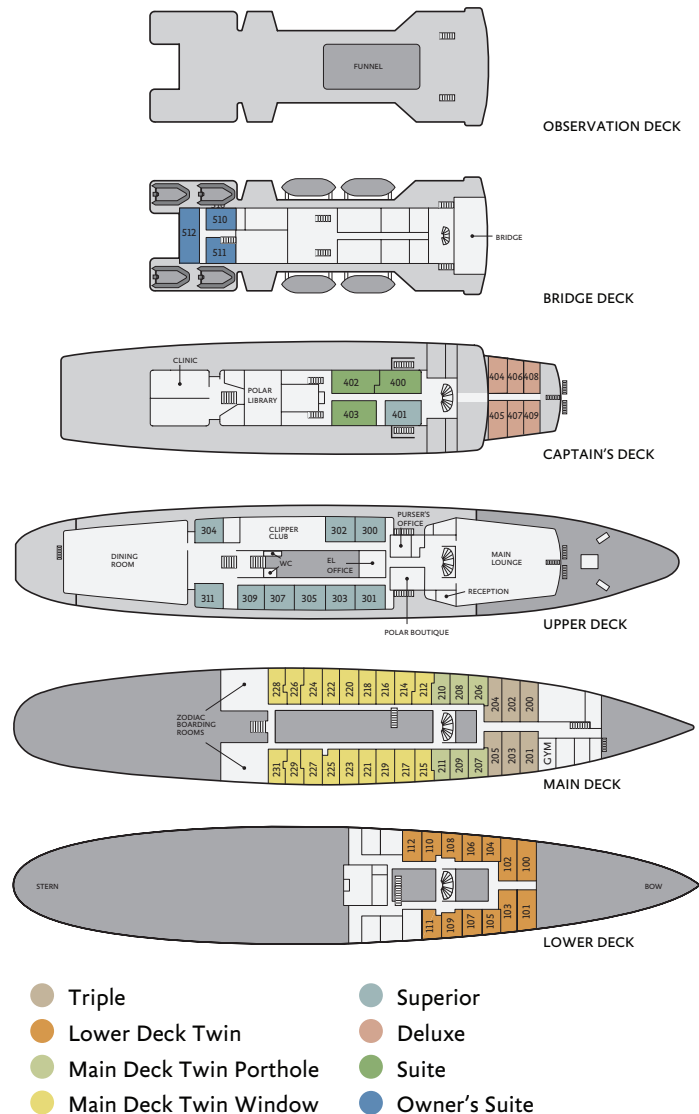 FUNNEL
OBSERVATION DECK
510
510
512
511
BRIDGE
BRIDGE DECK
CLINIC
POLAR
LIBRARY
402
400
403
401
404
406
408
405
407
409
CAPTAIN'S DECK
304
CLIPPER
CLUB
302
300
PURSER'S
OFFICE
DINING
ROOM
WC
EL
OFFICE
MAIN
LOUNGE
311
309
307
305
303
301
RECEPTION
POLAR BOUTIQUE
UPPER DECK
228
226
224
222
220
218
216
214
212
210
208
206
204
202
200
ZODIAC
BOARDING
ROOMS
231
229
227
225
223
221
219
217
215
211
209
207
205
203
201
GYM
MAIN DECK
112
110
108
106
104
102
100
STERN
BOW
111
109
107
105
103
101
LOWER DECK
Triple
Lower Deck Twin
Main Deck Twin Porthole
Main Deck Twin Window
Superior
Deluxe
Suite
Owner's Suite